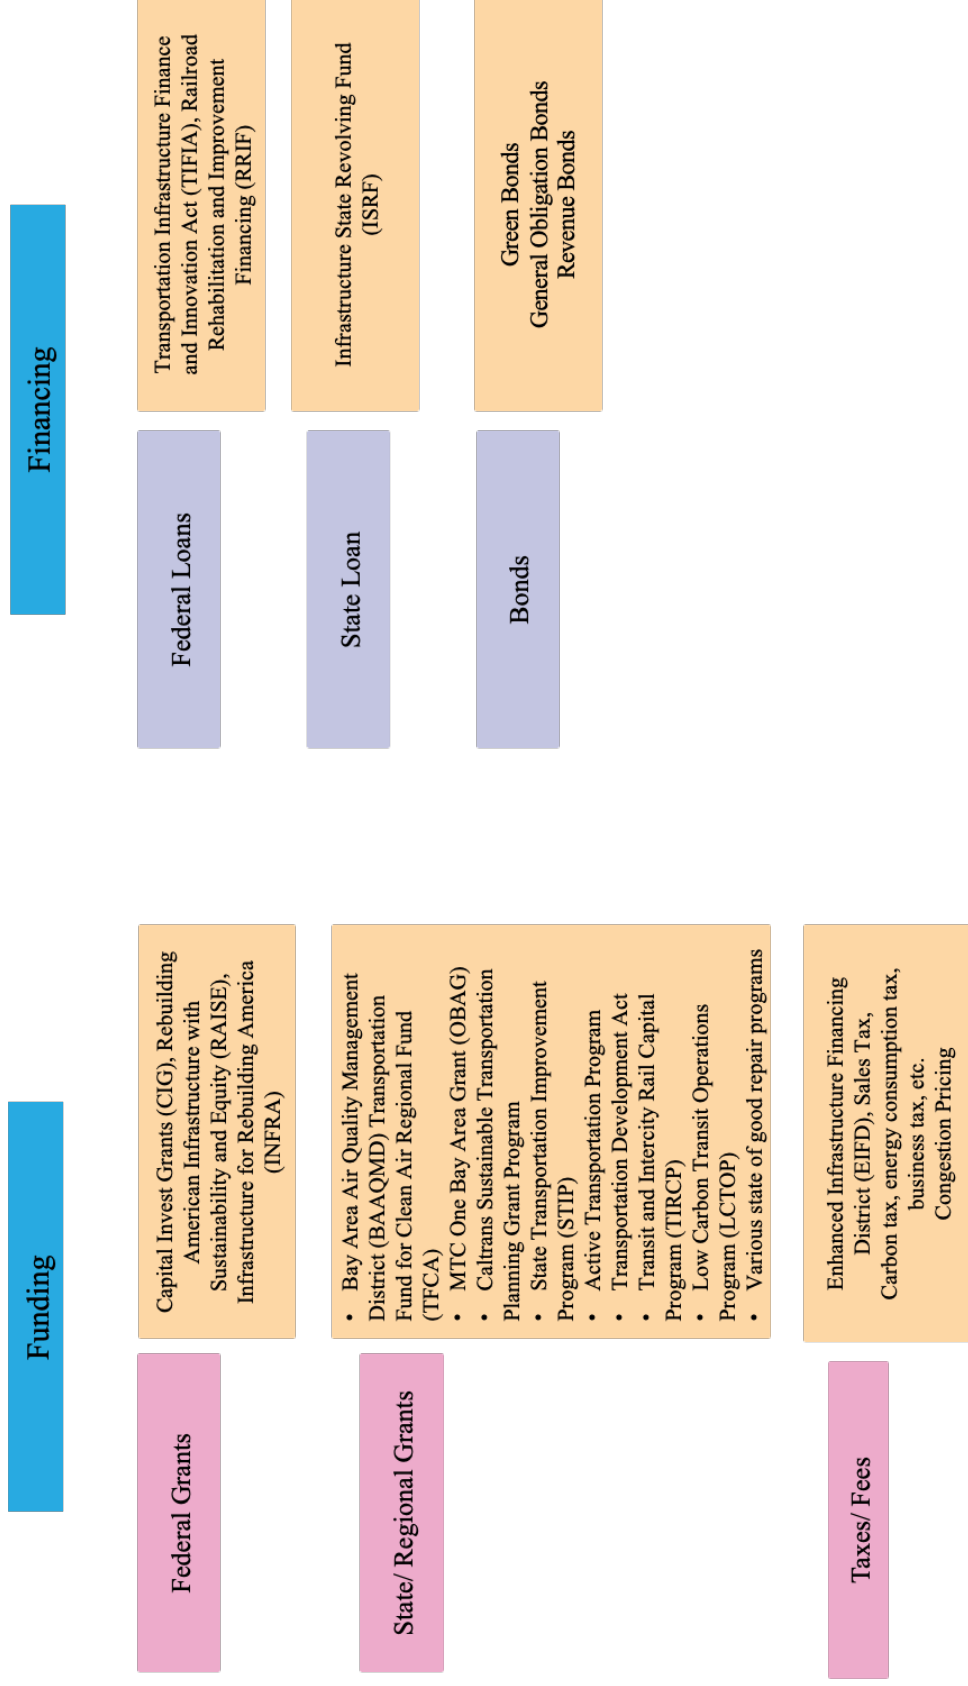 Funding
Federal Grants
Capital Invest Grants (CIG), Rebuilding
American Infrastructure with
Sustainability and Equity (RAISE),
Infrastructure for Rebuilding America
(INFRA)
State/ Regional Grants
• Bay Area Air Quality Management
District (BAAQMD) Transportation
Fund for Clean Air Regional Fund
(TFCA)
• MTC One Bay Area Grant (OBAG)
• Caltrans Sustainable Transportation
Planning Grant Program
• State Transportation Improvement
Program (STIP)
• Active Transportation Program
• Transportation Development Act
• Transit and Intercity Rail Capital
Program (TIRCP)
• Low Carbon Transit Operations
Program (LCTOP)
• Various state of good repair programs
Taxes/ Fees
Enhanced Infrastructure Financing
District (EIFD), Sales Tax,
Carbon tax, energy consumption tax,
business tax, etc.
Congestion Pricing
Financing
Federal Loans
Transportation Infrastructure Finance
and Innovation Act (TIFIA), Railroad
Rehabilitation and Improvement
Financing (RRIF)
State Loan
Infrastructure State Revolving Fund
(ISRF)
Bonds
Green Bonds
General Obligation Bonds
Revenue Bonds